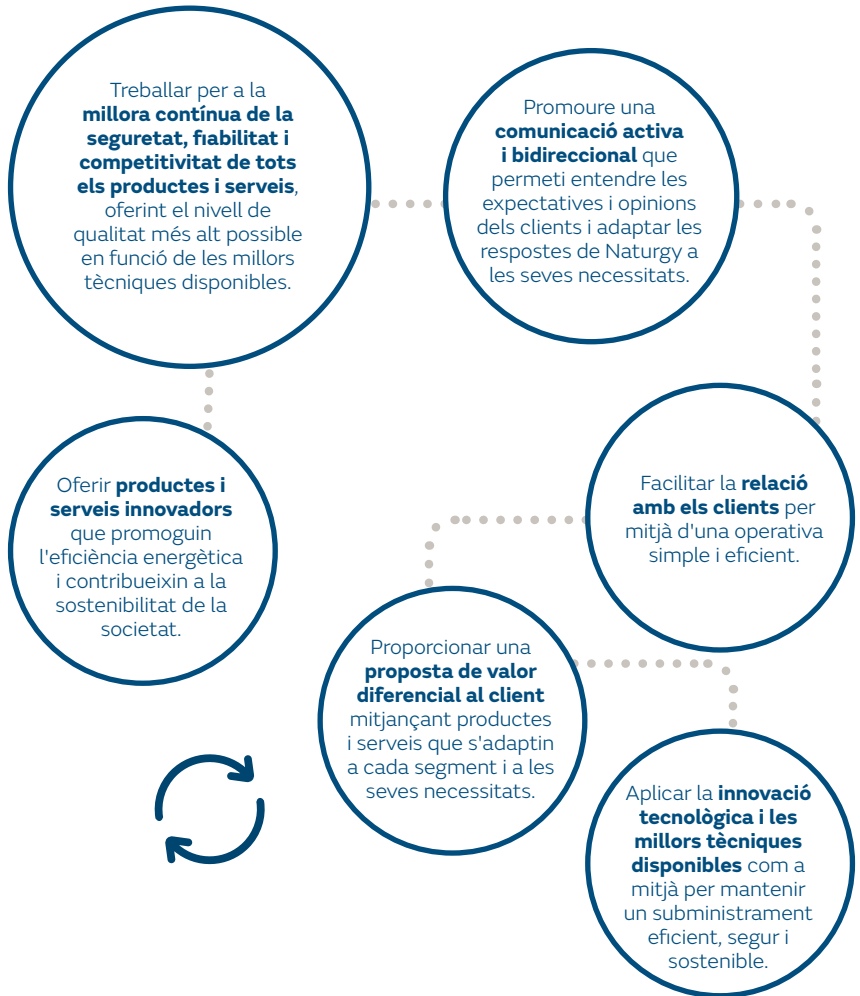 Treballar per a la
millora contínua de la
seguretat, fiabilitat i
competitivitat de tots
els productes i serveis,
oferint el nivell de
qualitat més alt possible
en funció de les millors
tècniques disponibles.
Promoure una
comunicació activa
i bidireccional que
permeti entendre les
expectatives i opinions
dels clients i adaptar les
respostes de Naturgy a
les seves necessitats.
Oferir productes i
serveis innovadors
que promoguin
l'eficiència energètica
i contribueixin a la
sostenibilitat de la
societat.
Facilitar la relació
amb els clients per
mitjà d'una operativa
simple i eficient.
Proporcionar una
proposta de valor
diferencial al client
mitjançant productes
i serveis que s'adaptin
a cada segment i a les
seves necessitats.
Aplicar la innovació
tecnològica i les
millors tècniques
disponibles com a
mitjà per mantenir
un subministrament
eficient, segur i
sostenible.